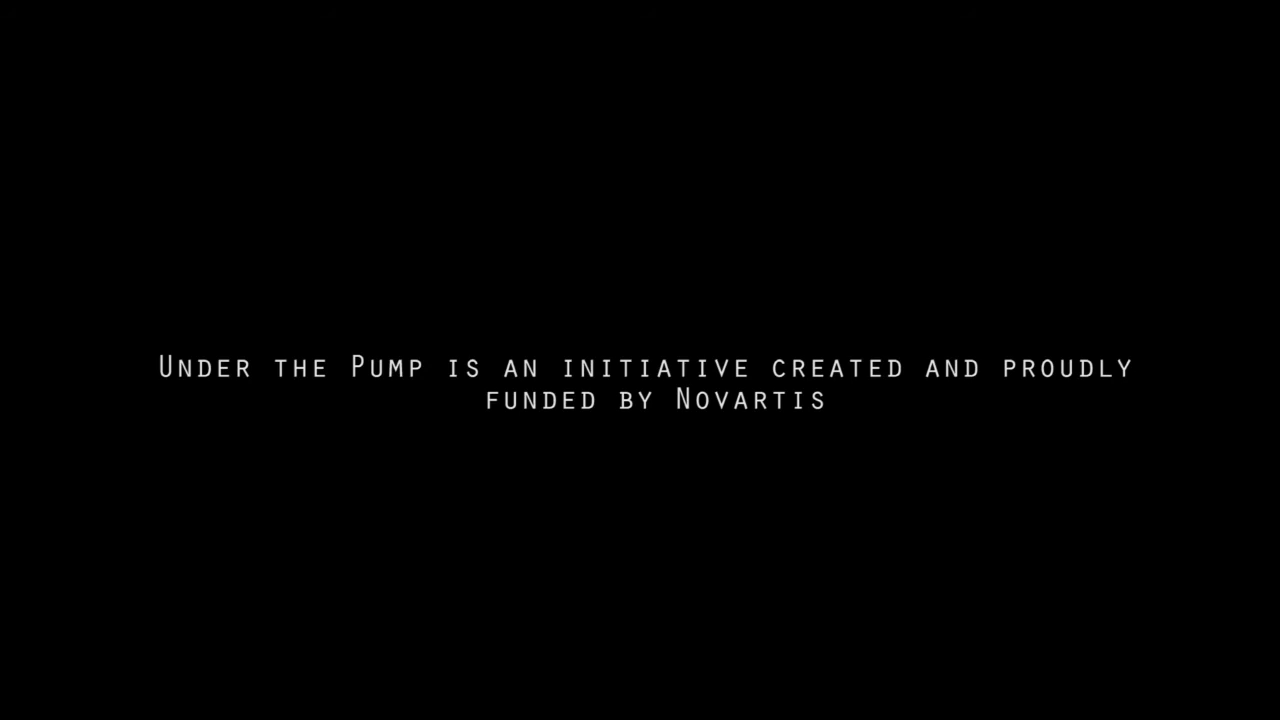 Under the Pump is an initiative created and proudly
funded by Novartis